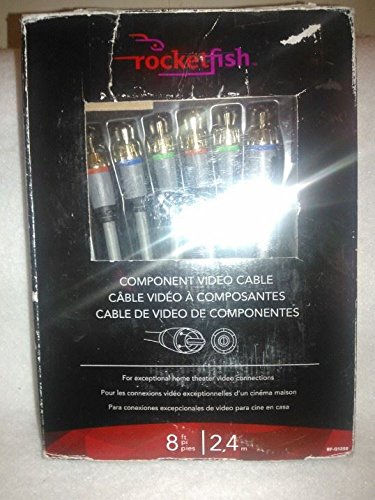 rocketfish
COMPONENT VIDEO CABLE
CÂBLE VIDÉO À COMPOSANTES
CABLE DE VIDEO DE COMPONENTES
For exceptional home theater video connections
Pour les connexions vidéo exceptionnelles d'un cinéma maison
Para conexiones excepcionales de video para cine en casa
8 ft. pi pies | 2,4 m